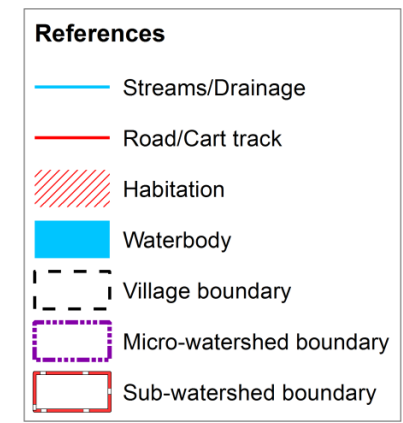 References
Streams/Drainage
Road/Cart track
Habitation
Waterbody
Village boundary
Micro-watershed boundary
Sub-watershed boundary